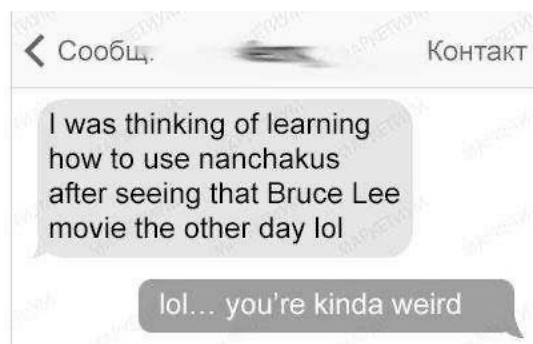 Сообщ. Контакт
I was thinking of learning
how to use nanchakus
after seeing that Bruce Lee
movie the other day lol
lol... you're kinda weird